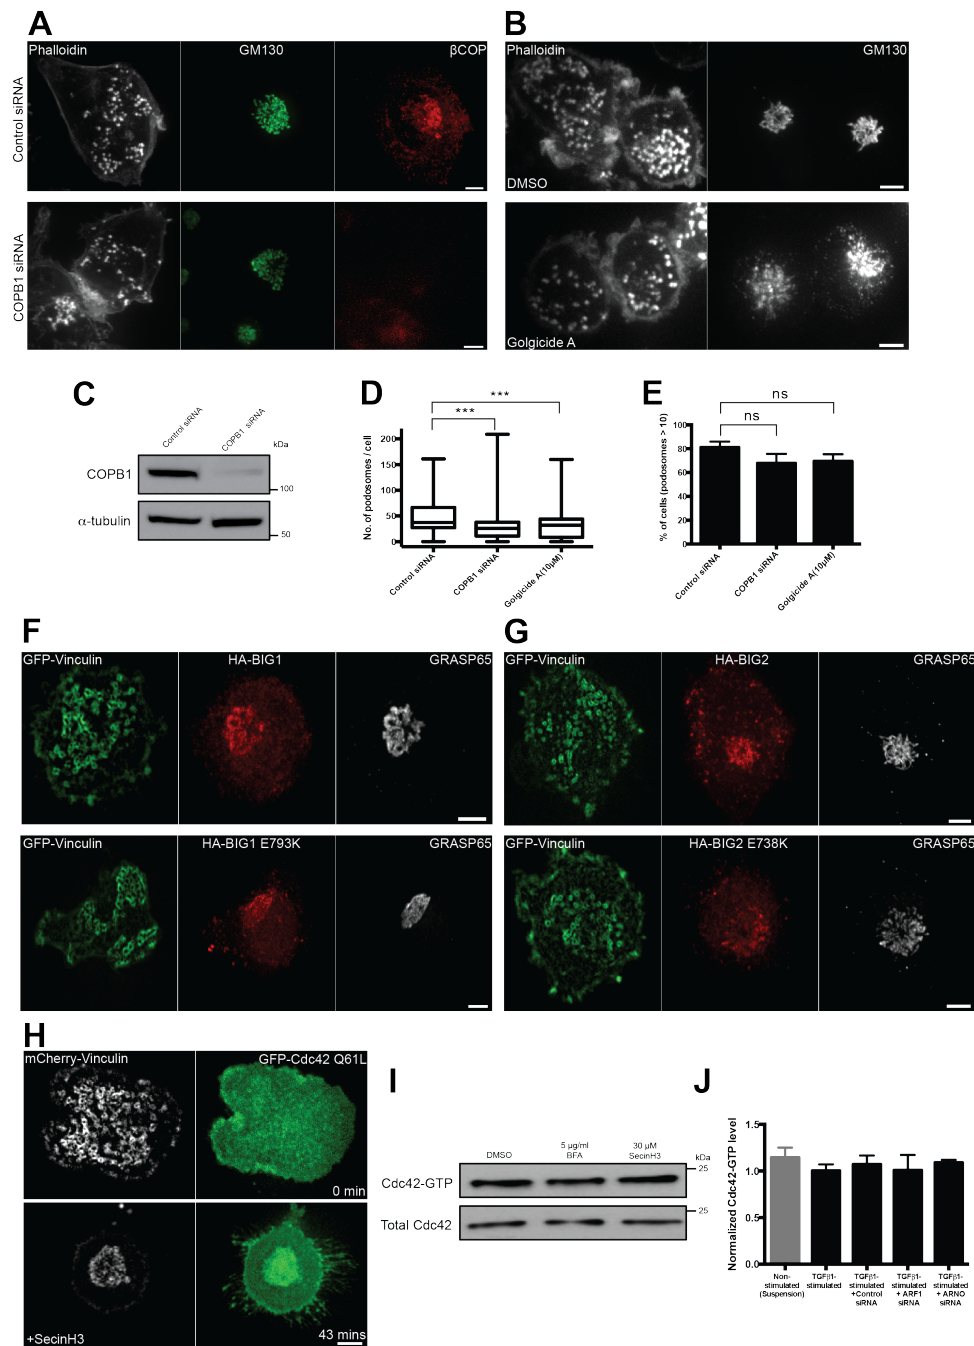 A
B
Phalloidin
GM130
βCOP
Phalloidin
GM130
Control siRNA
DMSO
COPB1 siRNA
Golgicide A
C
D
E
Control siRNA
COPB1 siRNA
kDa
COPB1
100
α-tubulin
50
***
***
No. of podosomes / cell
200
150
100
50
0
Control siRNA
COPB1 siRNA
Golgicide A(10μM)
ns
ns
% of cells (podosomes > 10)
100
80
60
40
20
0
Control siRNA
COPB1 siRNA
Golgicide A(10μM)
F
G
GFP-Vinculin
HA-BIG1
GRASP65
GFP-Vinculin
HA-BIG2
GRASP65
GFP-Vinculin
HA-BIG1 E793K
GRASP65
GFP-Vinculin
HA-BIG2 E738K
GRASP65
H
mCherry-Vinculin
GFP-Cdc42 Q61L
0 min
+SecinH3
43 mins
I
DMSO
5 μg/ml
BFA
30 μM
SecinH3
kDa
Cdc42-GTP
25
Total Cdc42
25
J
Normalized Cdc42-GTP level
1.5
1.0
0.5
0.0
Non-
stimulated
(Suspension)
TGFβ1-
stimulated
TGFβ1-
stimulated
+Control
siRNA
TGFβ1-
stimulated
+ ARF1
siRNA
TGFβ1-
stimulated
+ ARNO
siRNA